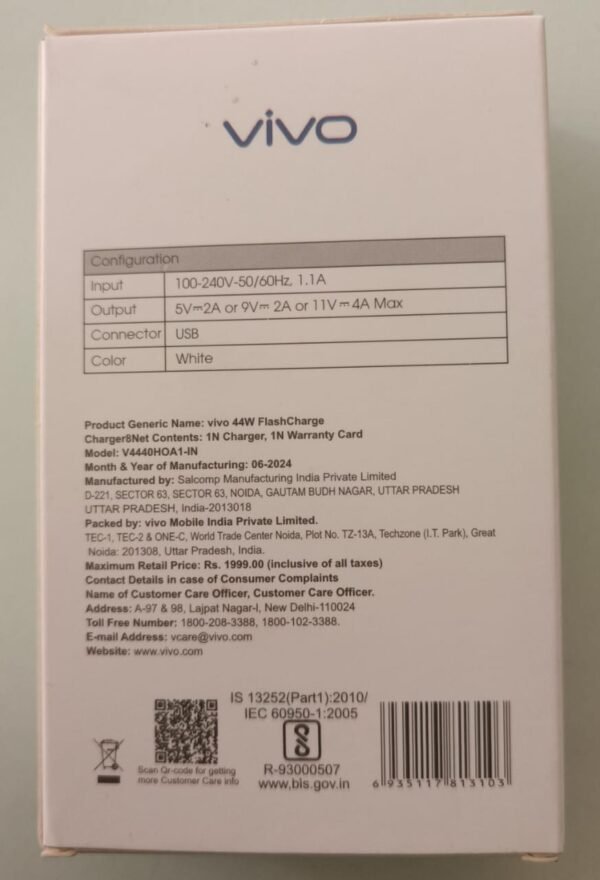 vivo
Configuration
Input 100-240V-50/60Hz, 1.1A
Output 5V⎓2A or 9V⎓ 2A or 11V⎓ 4A Max
Connector USB
Color White
Product Generic Name: vivo 44W FlashCharge
Charger8Net Contents: 1N Charger, 1N Warranty Card
Model: V4440HOA1-IN
Month & Year of Manufacturing: 06-2024
Manufactured by: Salcomp Manufacturing India Private Limited
D-221, SECTOR 63, SECTOR 63, NOIDA, GAUTAM BUDH NAGAR, UTTAR PRADESH
UTTAR PRADESH, India-2013018
Packed by: vivo Mobile India Private Limited.
TEC-1, TEC-2 & ONE-C, World Trade Center Noida, Plot No. TZ-13A, Techzone (I.T. Park), Great
Noida: 201308, Uttar Pradesh, India.
Maximum Retail Price: Rs. 1999.00 (inclusive of all taxes)
Contact Details in case of Consumer Complaints
Name of Customer Care Officer, Customer Care Officer.
Address: A-97 & 98, Lajpat Nagar-I, New Delhi-110024
Toll Free Number: 1800-208-3388, 1800-102-3388.
E-mail Address: vcare@vivo.com
Website: www.vivo.com
IS 13252(Part1):2010/
IEC 60950-1:2005
R-93000507
www.bis.gov.in
Scan Qr-code for getting
more Customer Care info
6 935117 813103